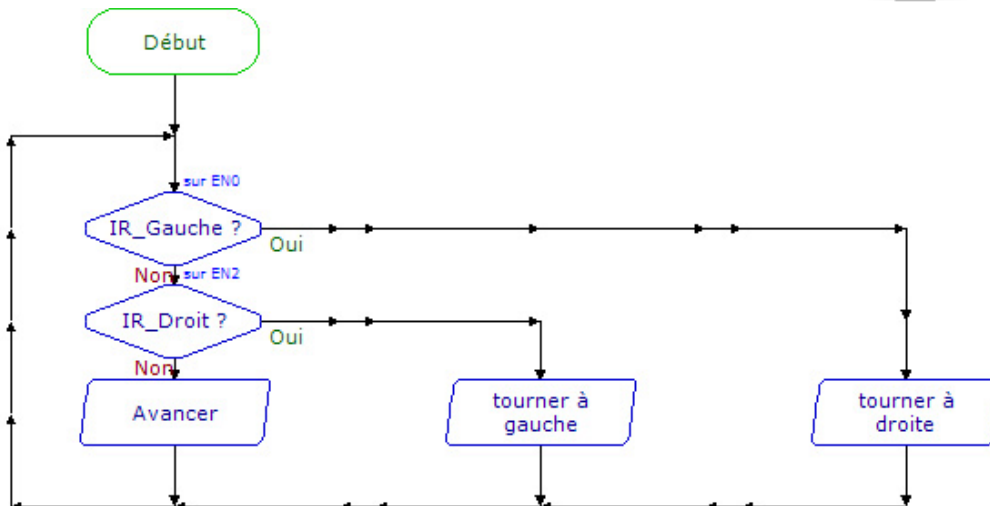 Début
sur EN0
IR_Gauche ?
Oui
Non
sur EN2
IR_Droit ?
Oui
Non
Avancer
tourner à
gauche
tourner à
droite